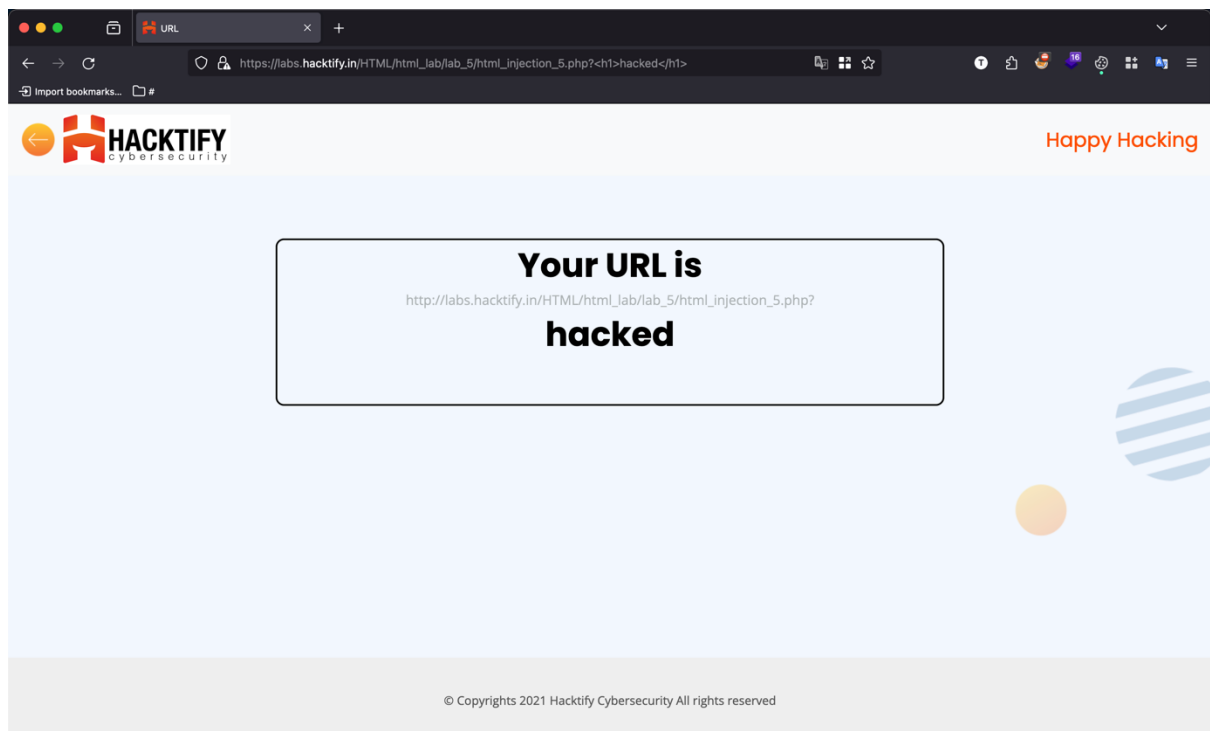 URL
https://labs.hacktify.in/HTML/html_lab/lab_5/html_injection_5.php?<h1>hacked</h1>
T
16
Import bookmarks...
#
HACKTIFY
cybersecurity
Happy Hacking
Your URL is
http://labs.hacktify.in/HTML/html_lab/lab_5/html_injection_5.php?
hacked
© Copyrights 2021 Hacktify Cybersecurity All rights reserved